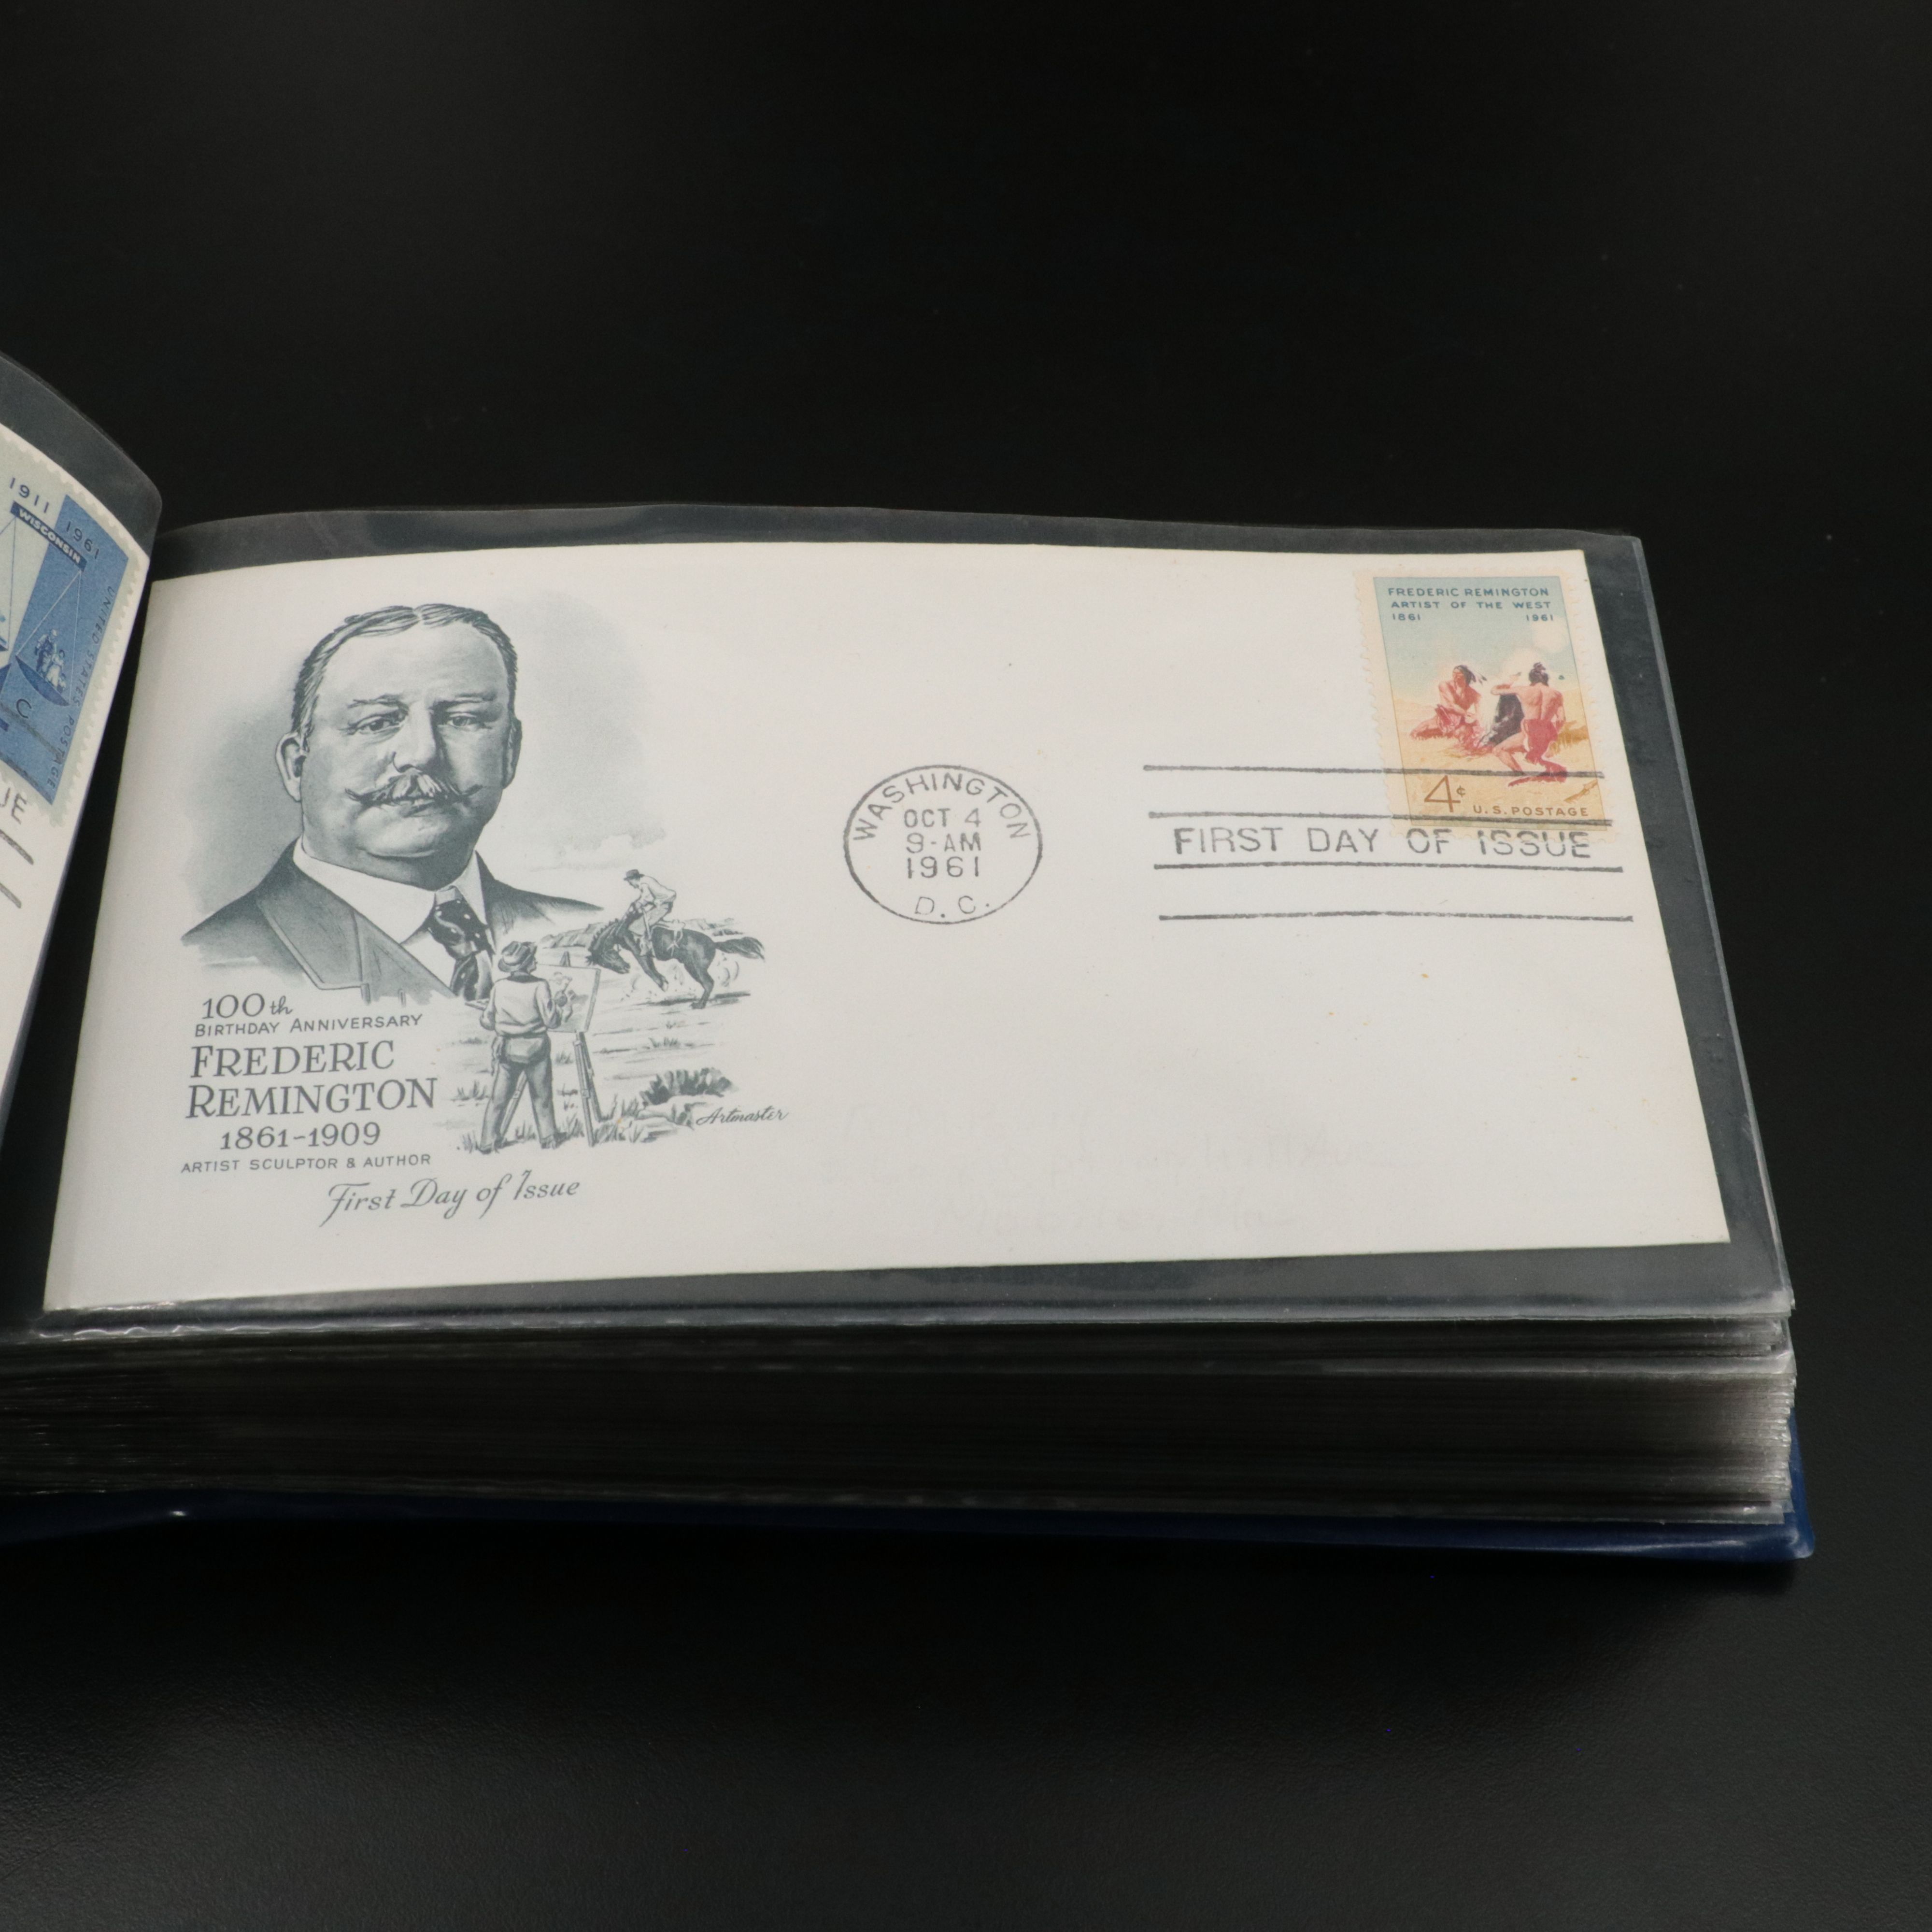 1911 1961
WISCONSIN
UNITED STATES POSTAGE
C
UE
FREDERIC REMINGTON
ARTIST OF THE WEST
1861 1961
4¢ U.S. POSTAGE
WASHINGTON
OCT 4
9-AM
1961
D.C.
FIRST DAY OF ISSUE
100th
BIRTHDAY ANNIVERSARY
FREDERIC
REMINGTON
1861-1909
ARTIST SCULPTOR & AUTHOR
First Day of Issue
Artmaster